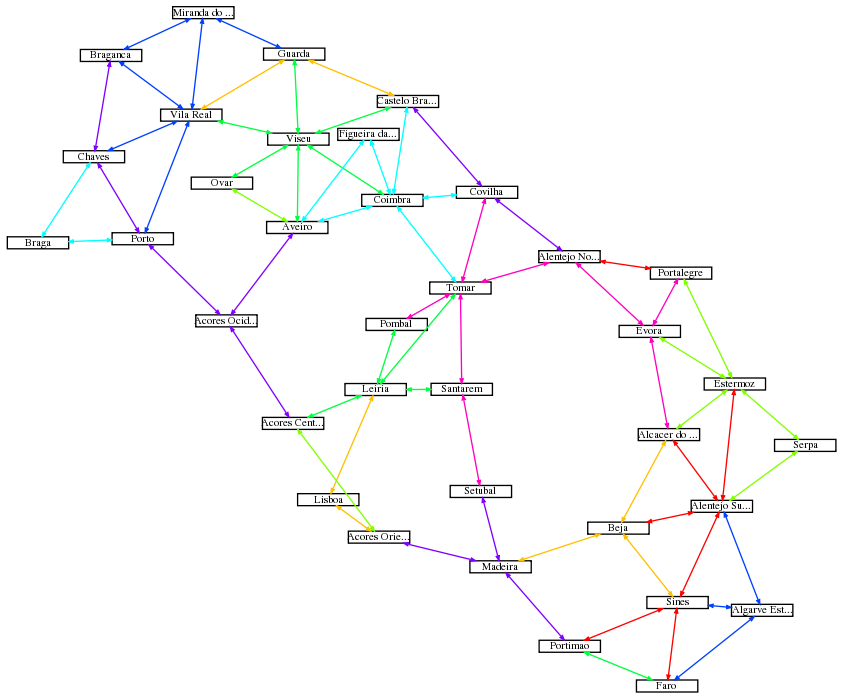 Miranda do ...
Braganca
Guarda
Castelo Bra...
Vila Real
Figueira da...
Viseu
Chaves
Ovar
Covilha
Coimbra
Aveiro
Braga
Porto
Alentejo No...
Portalegre
Tomar
Acores Ocid...
Pombal
Evora
Estermoz
Leiria
Santarem
Acores Cent...
Alcacer do ...
Serpa
Setubal
Lisboa
Alentejo Su...
Beja
Acores Orie...
Madeira
Sines
Algarve Est...
Portimao
Faro